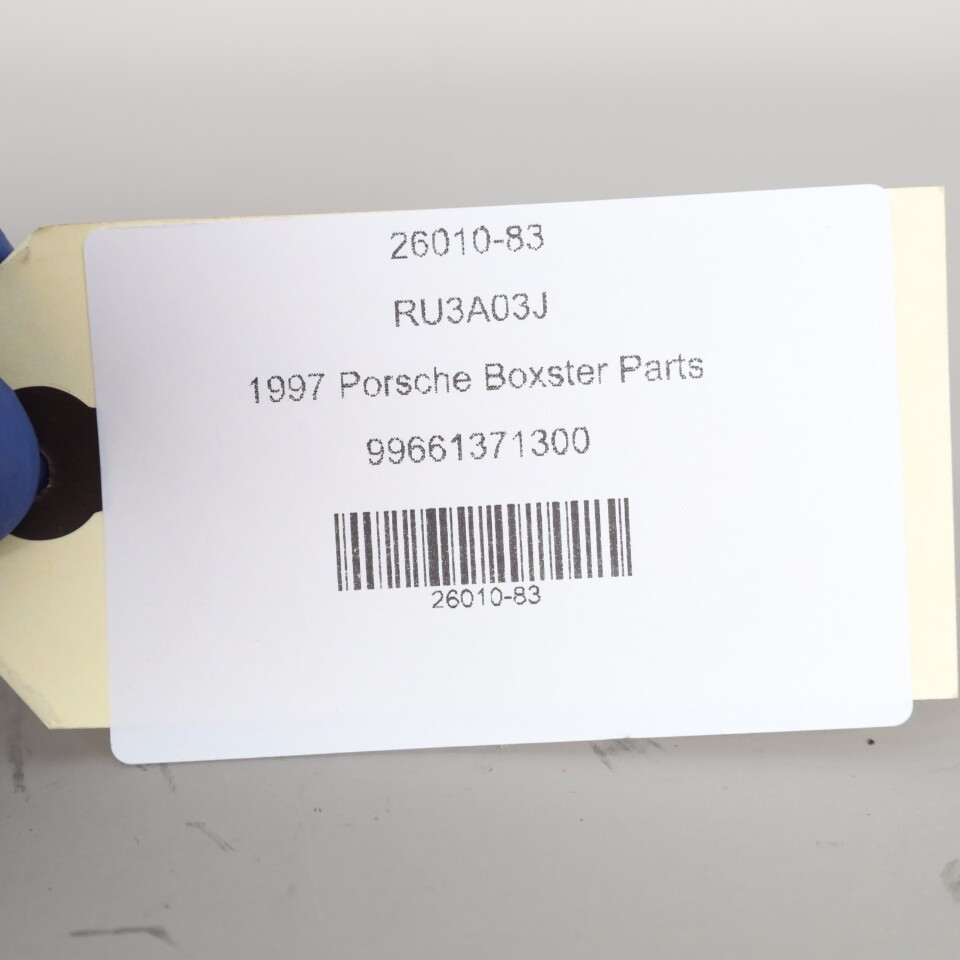 26010-83
RU3A03J
1997 Porsche Boxster Parts
99661371300
26010-83